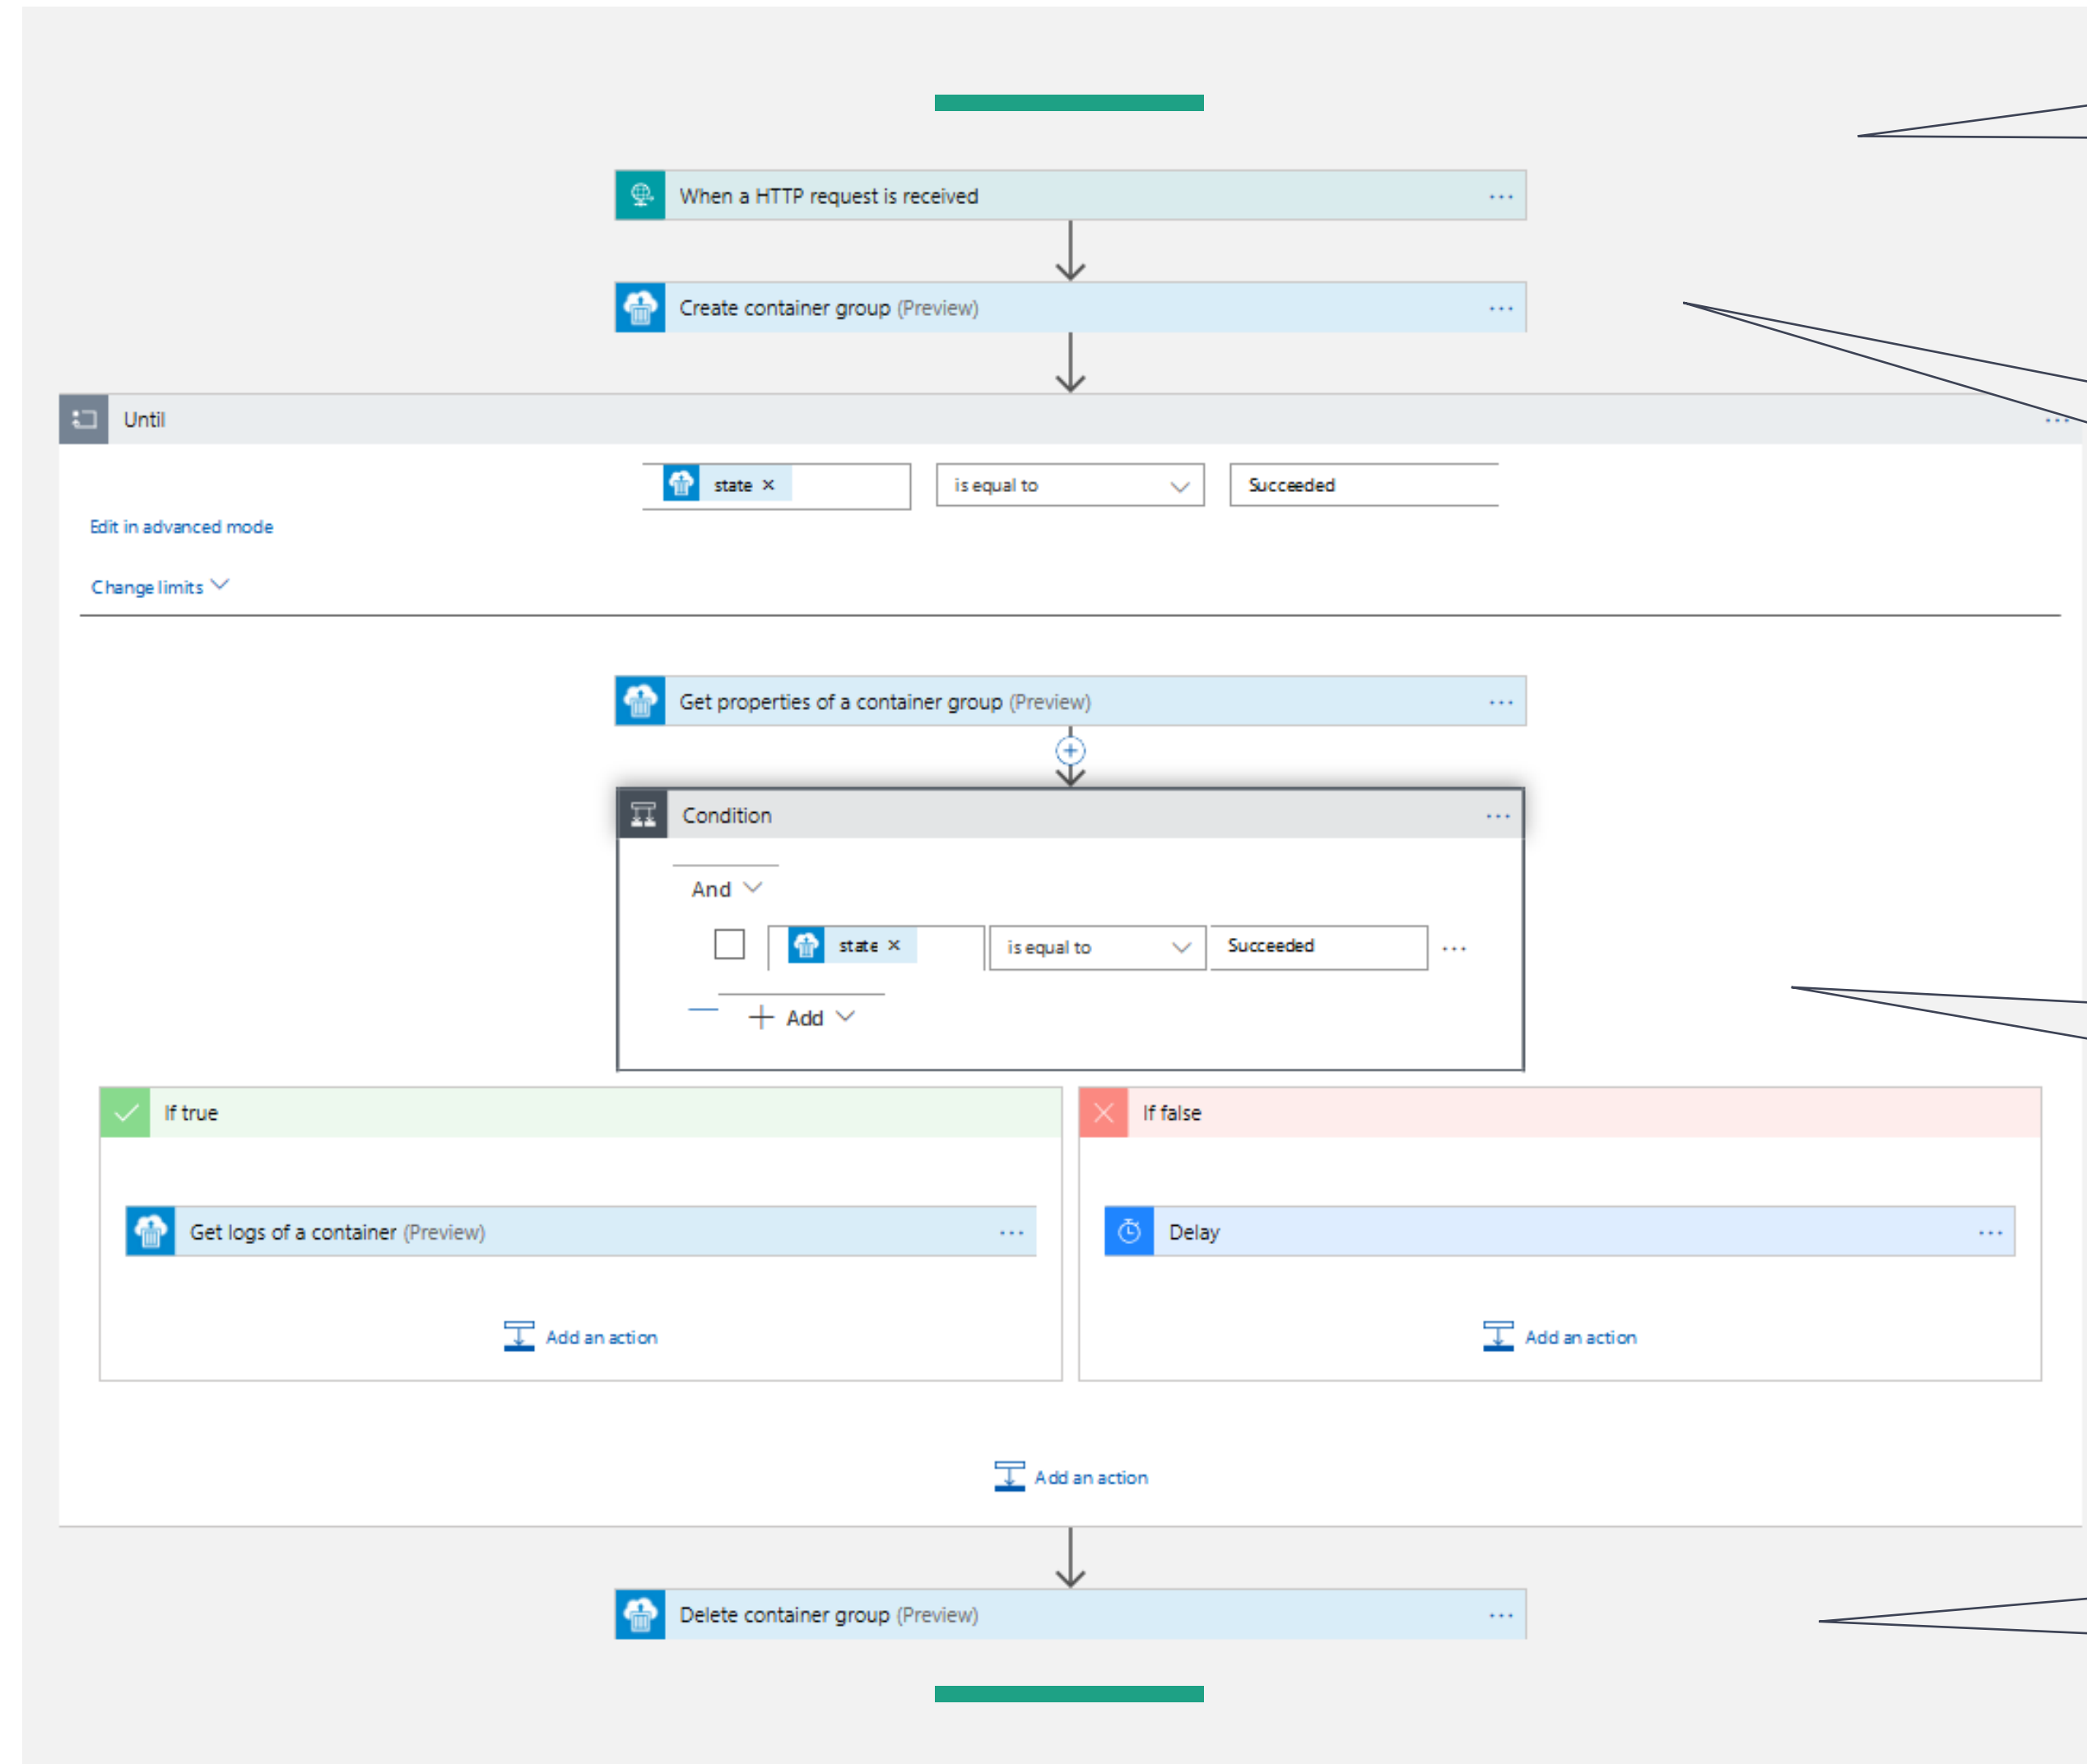 When a HTTP request is received
Create container group (Preview)
Until
state × is equal to Succeeded
Edit in advanced mode
Change limits
Get properties of a container group (Preview)
Condition
And
state × is equal to Succeeded
+ Add
If true
If false
Get logs of a container (Preview)
Delay
Add an action
Add an action
Add an action
Delete container group (Preview)